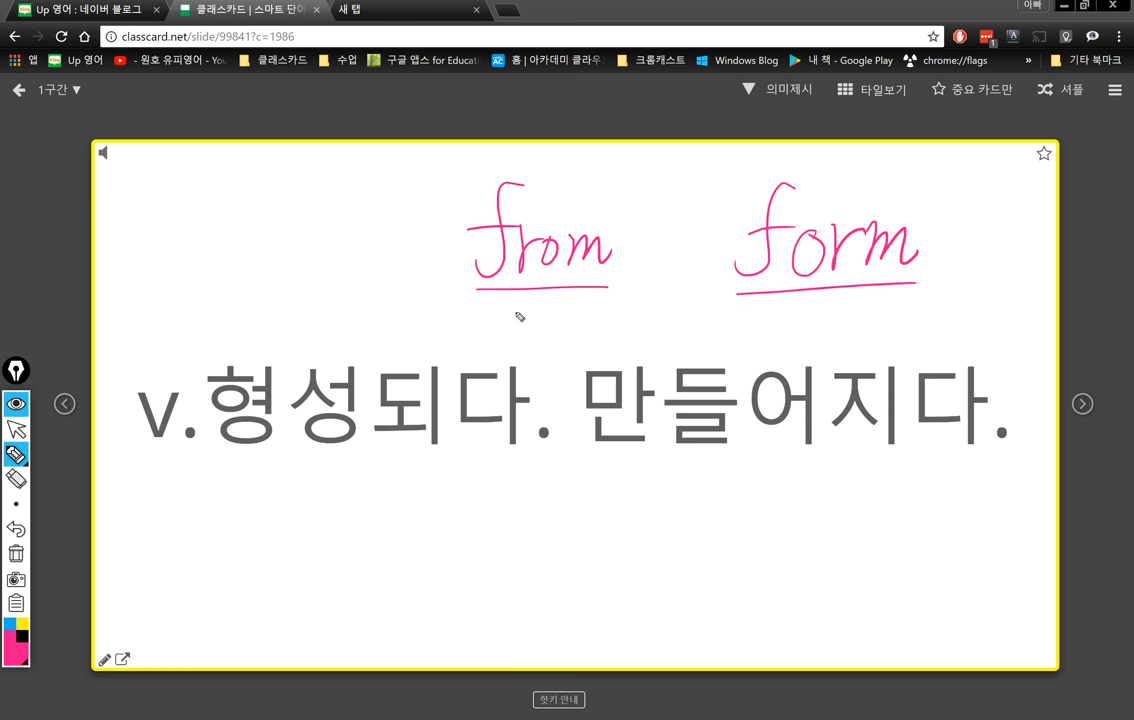 Up 영어 : 네이버 블로그
클래스카드 | 스마트 단어
새 탭
아빠
classcard.net/slide/99841?c=1986
앱
Up 영어
- 원호 유피영어 - You
클래스카드
수업
구글 앱스 for Educati
홈 | 아카데미 클라우
크롬캐스트
Windows Blog
내 책 - Google Play
chrome://flags
»
기타 북마크
1구간 ▼
의미제시
타일보기
중요 카드만
셔플
from form
v.형성되다. 만들어지다.
핫키 안내